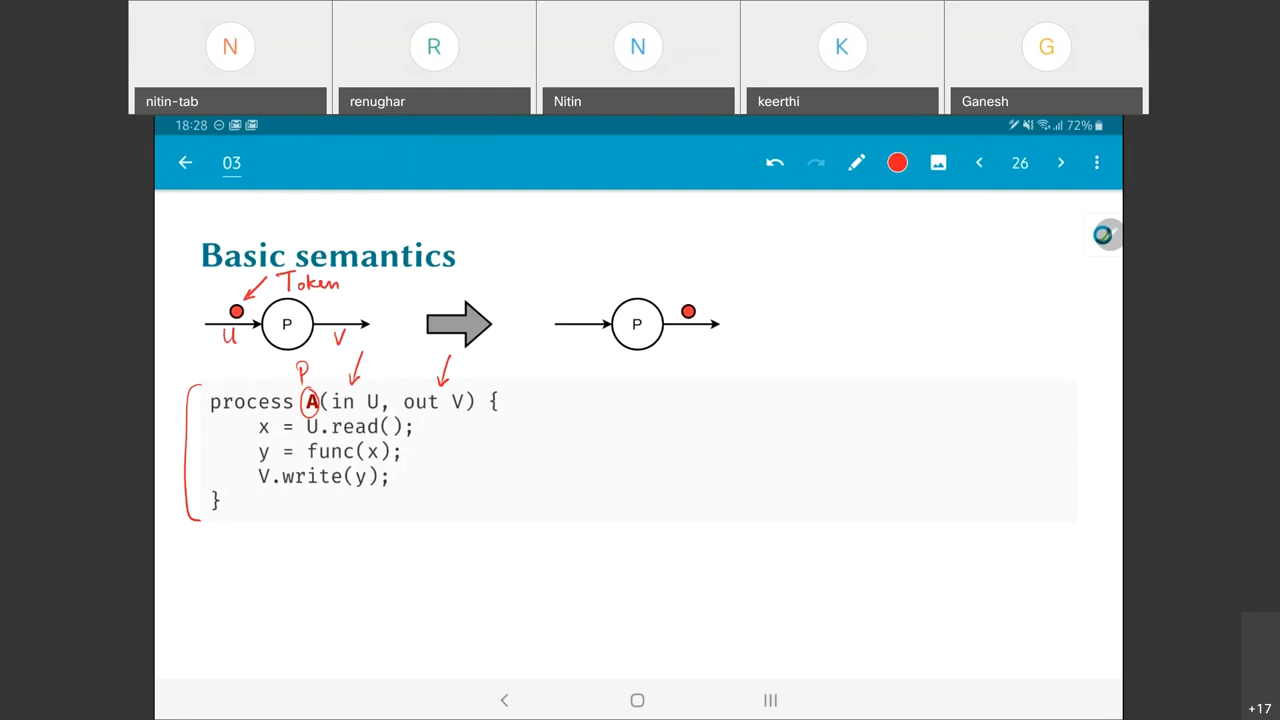 N R N K G
nitin-tab renughar Nitin keerthi Ganesh
18:28 72%
03 26
Basic semantics
Token
P P
U V
P
process A(in U, out V) {
x = U.read();
y = func(x);
V.write(y);
}
+17